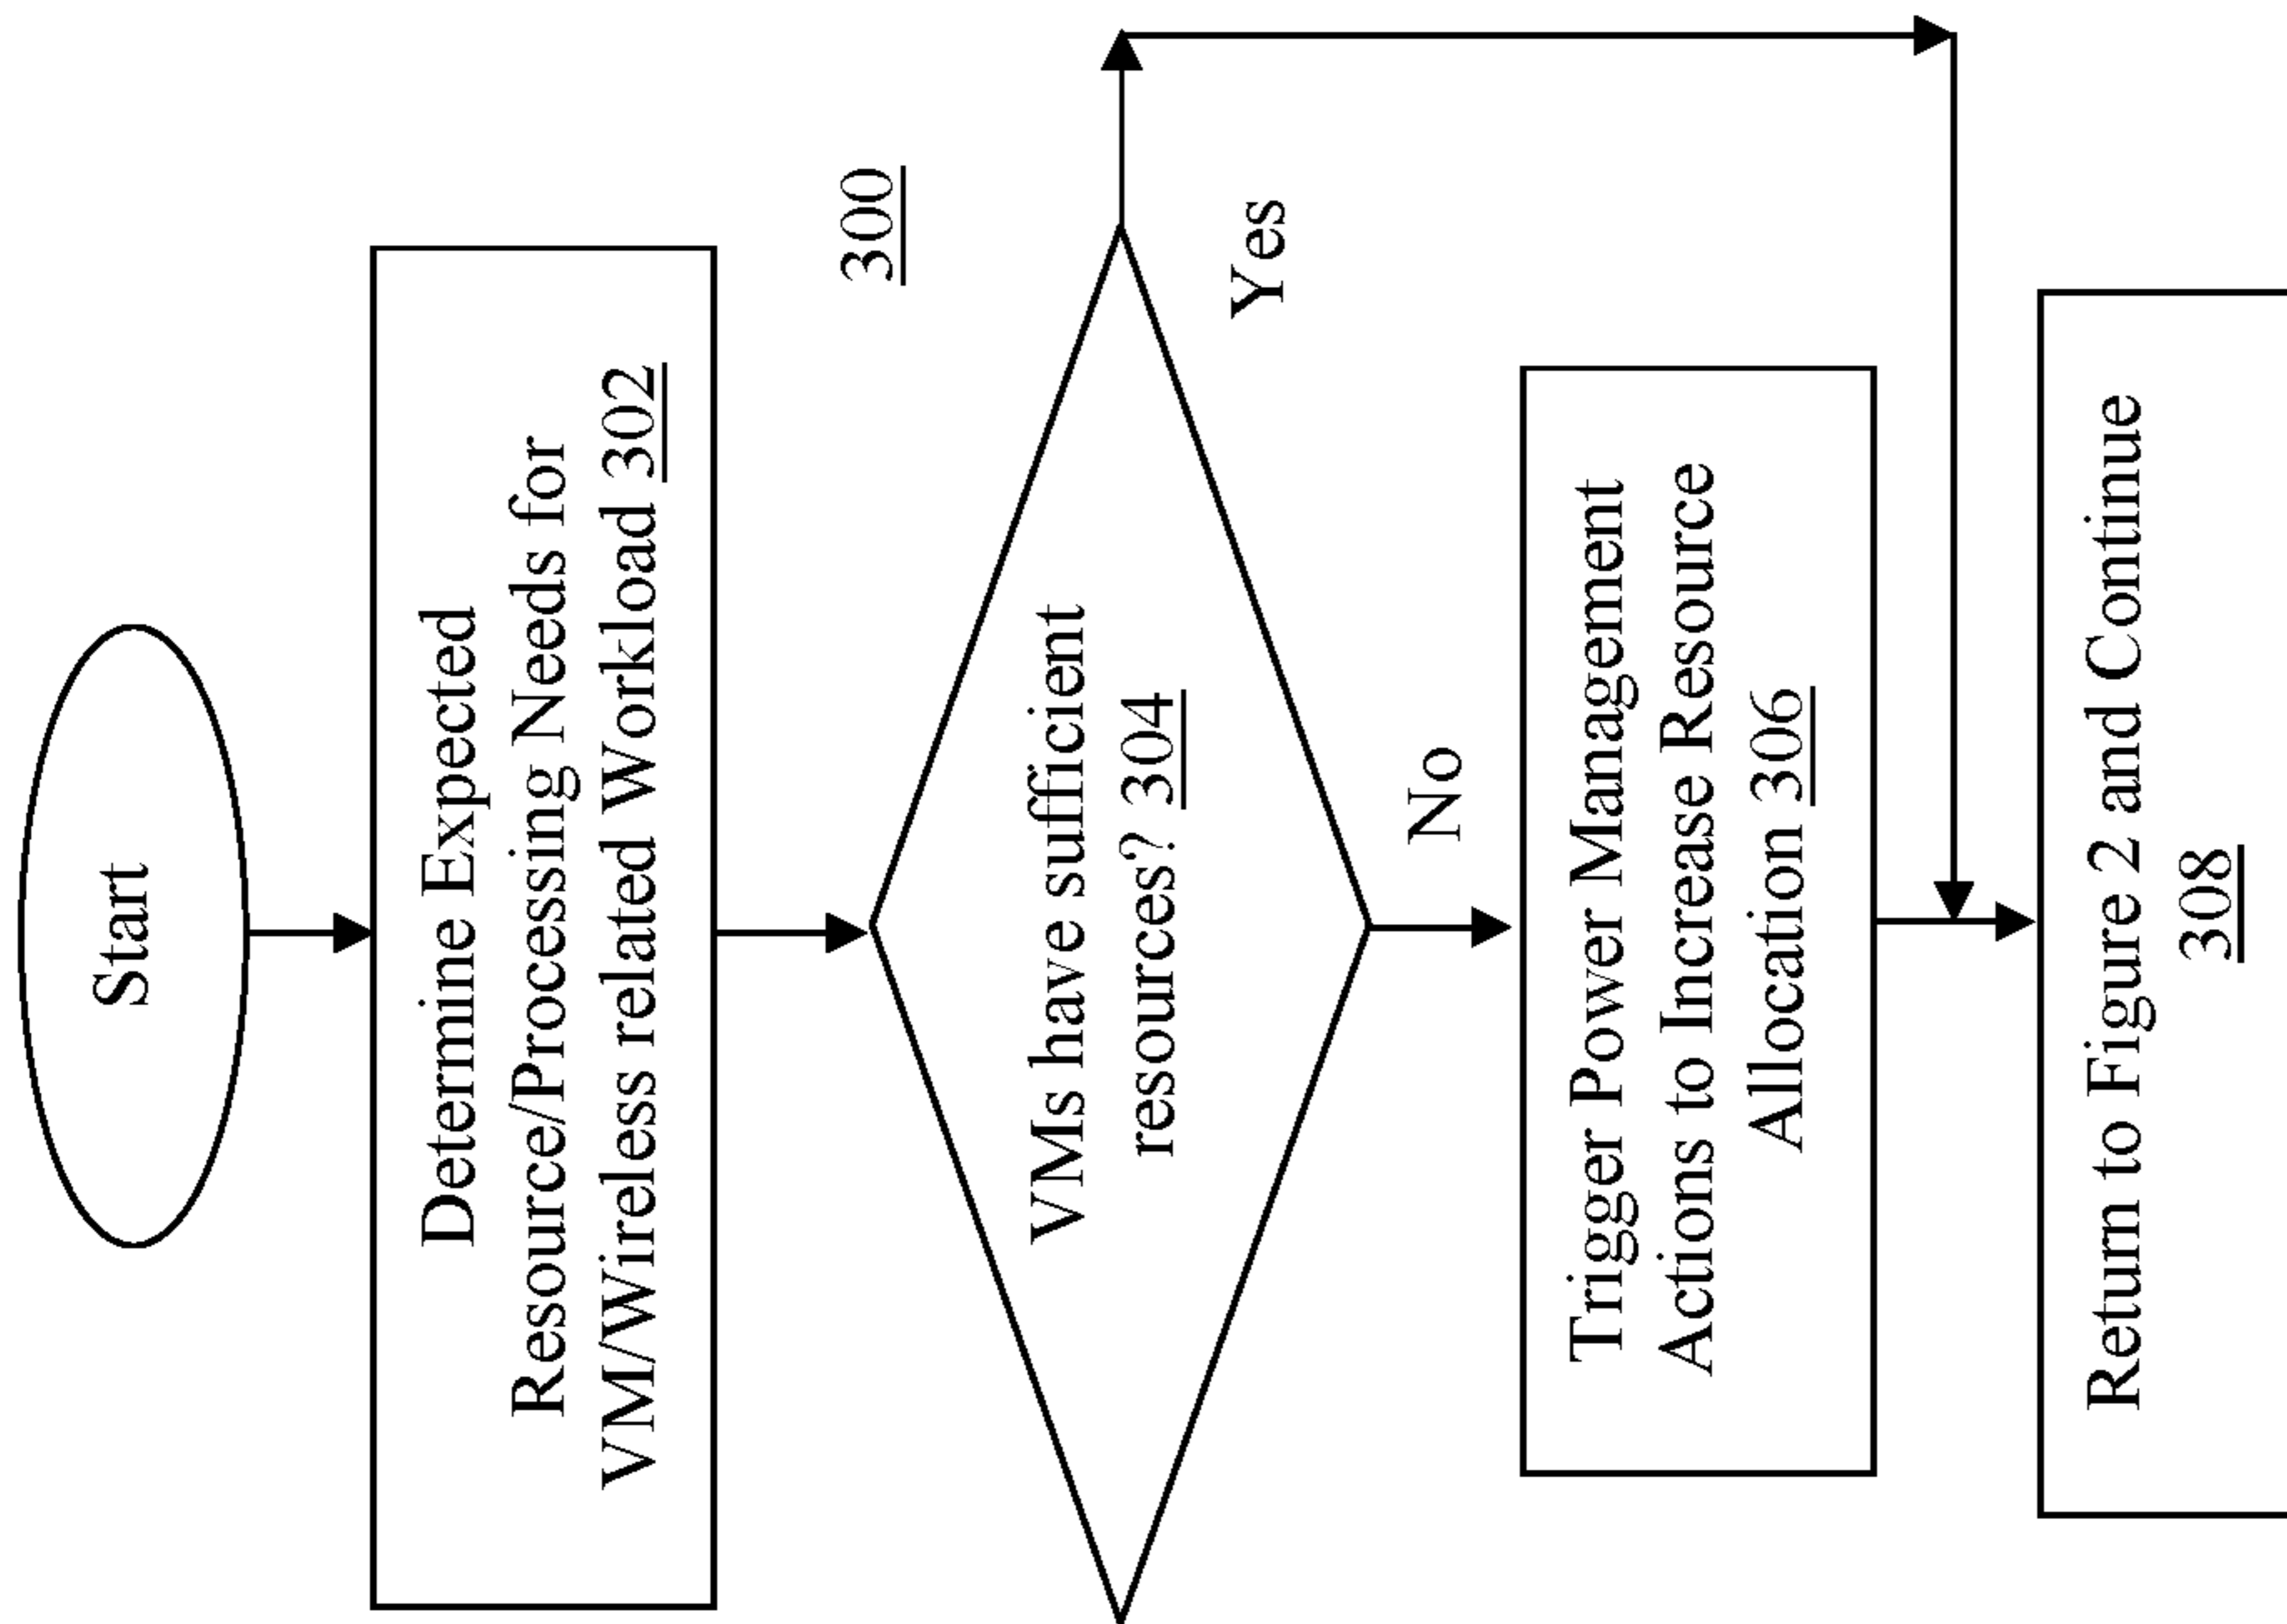 Start
Determine Expected
Resource/Processing Needs for
VM/Wireless related Workload 302
300
VMs have sufficient
resources? 304
Yes
No
Trigger Power Management
Actions to Increase Resource
Allocation 306
Return to Figure 2 and Continue
308